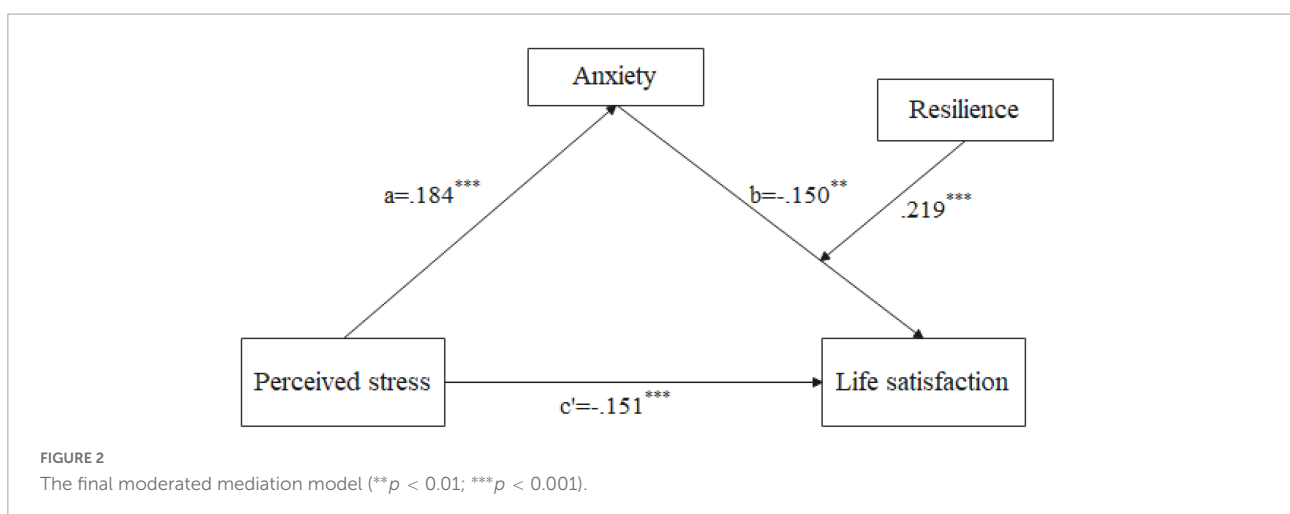 Anxiety
Resilience
a=.184***
b=-.150**
.219***
Perceived stress
Life satisfaction
c'=-.151***
FIGURE 2
The final moderated mediation model (**p < 0.01; ***p < 0.001).